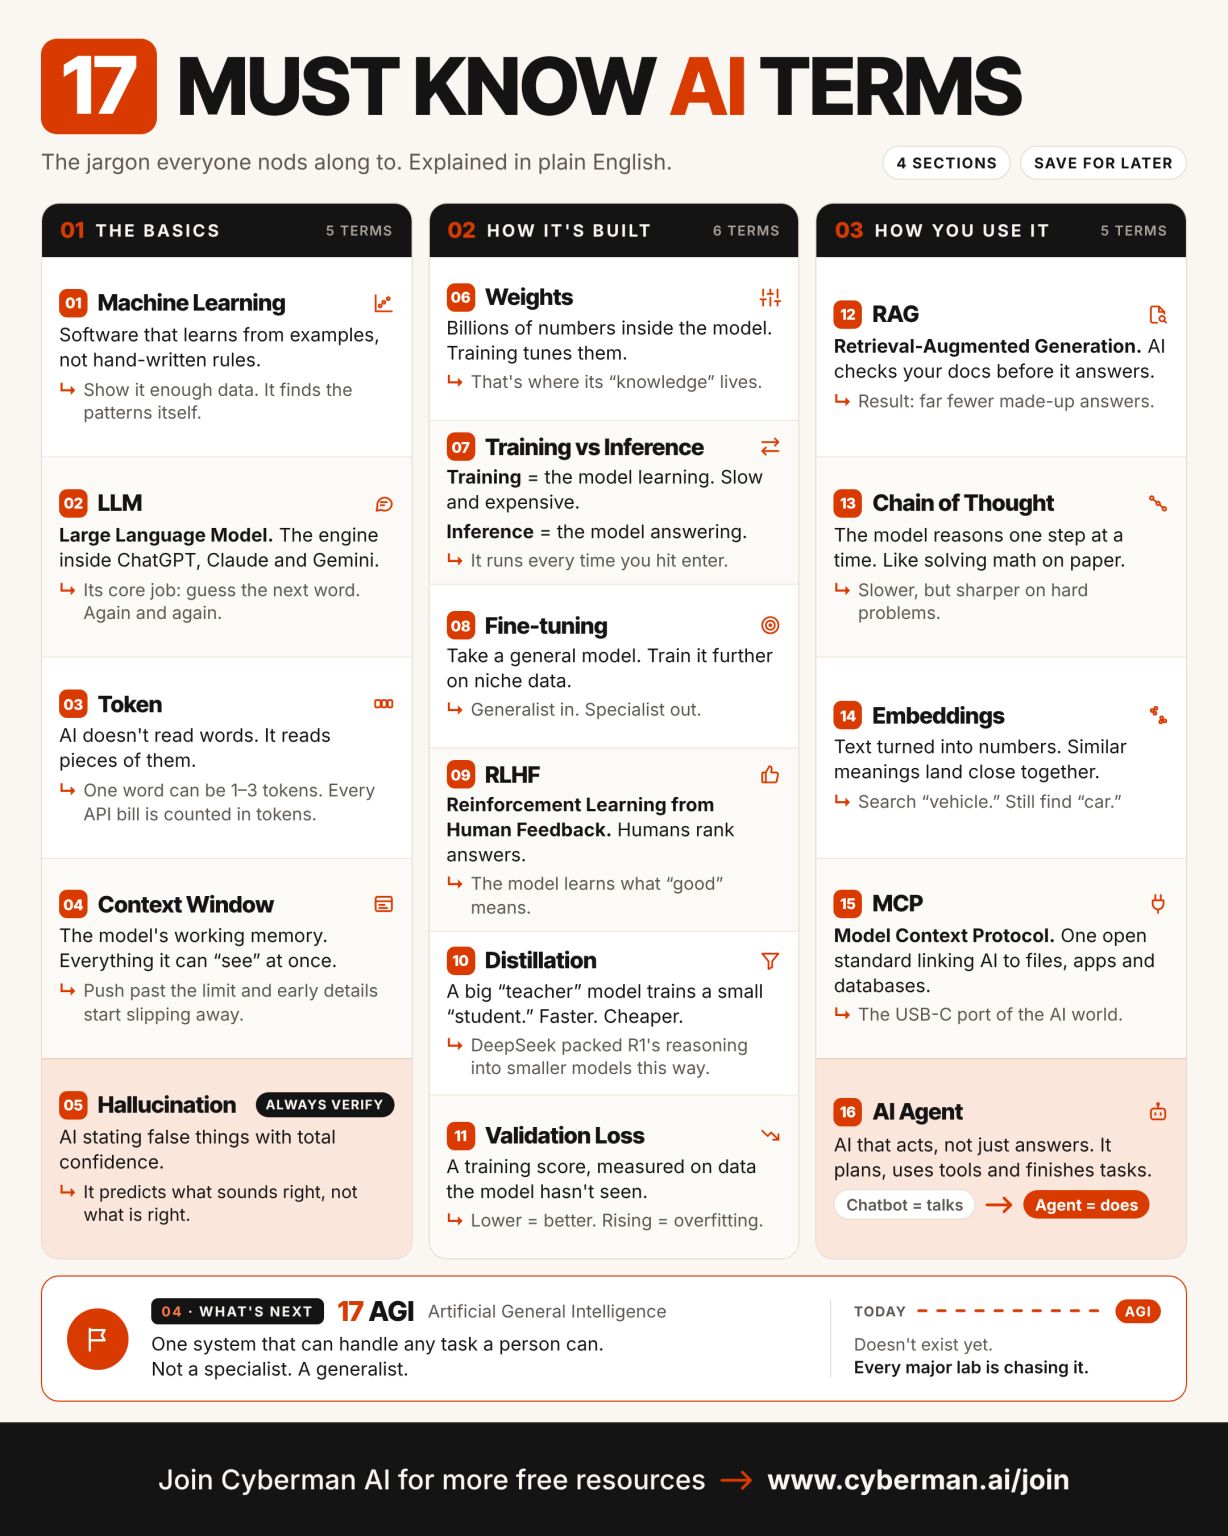 17 MUST KNOW AI TERMS
The jargon everyone nods along to. Explained in plain English.
4 SECTIONS
SAVE FOR LATER
01 THE BASICS 5 TERMS
01 Machine Learning
Software that learns from examples,
not hand-written rules.
↳ Show it enough data. It finds the
patterns itself.
02 LLM
Large Language Model. The engine
inside ChatGPT, Claude and Gemini.
↳ Its core job: guess the next word.
Again and again.
03 Token
AI doesn't read words. It reads
pieces of them.
↳ One word can be 1–3 tokens. Every
API bill is counted in tokens.
04 Context Window
The model's working memory.
Everything it can “see” at once.
↳ Push past the limit and early details
start slipping away.
05 Hallucination ALWAYS VERIFY
AI stating false things with total
confidence.
↳ It predicts what sounds right, not
what is right.
02 HOW IT'S BUILT 6 TERMS
06 Weights
Billions of numbers inside the model.
Training tunes them.
↳ That's where its “knowledge” lives.
07 Training vs Inference
Training = the model learning. Slow
and expensive.
Inference = the model answering.
↳ It runs every time you hit enter.
08 Fine-tuning
Take a general model. Train it further
on niche data.
↳ Generalist in. Specialist out.
09 RLHF
Reinforcement Learning from
Human Feedback. Humans rank
answers.
↳ The model learns what “good”
means.
10 Distillation
A big “teacher” model trains a small
“student.” Faster. Cheaper.
↳ DeepSeek packed R1's reasoning
into smaller models this way.
11 Validation Loss
A training score, measured on data
the model hasn't seen.
↳ Lower = better. Rising = overfitting.
03 HOW YOU USE IT 5 TERMS
12 RAG
Retrieval-Augmented Generation. AI
checks your docs before it answers.
↳ Result: far fewer made-up answers.
13 Chain of Thought
The model reasons one step at a
time. Like solving math on paper.
↳ Slower, but sharper on hard
problems.
14 Embeddings
Text turned into numbers. Similar
meanings land close together.
↳ Search “vehicle.” Still find “car.”
15 MCP
Model Context Protocol. One open
standard linking AI to files, apps and
databases.
↳ The USB-C port of the AI world.
16 AI Agent
AI that acts, not just answers. It
plans, uses tools and finishes tasks.
Chatbot = talks → Agent = does
04 · WHAT'S NEXT 17 AGI Artificial General Intelligence
One system that can handle any task a person can.
Not a specialist. A generalist.
TODAY AGI
Doesn't exist yet.
Every major lab is chasing it.
Join Cyberman AI for more free resources → www.cyberman.ai/join